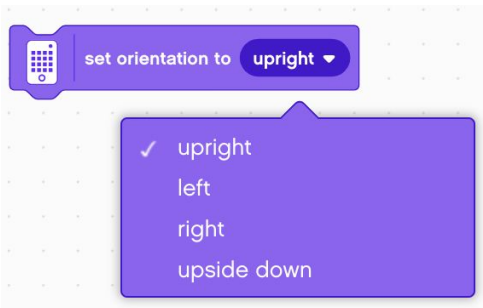 set orientation to upright
upright
left
right
upside down